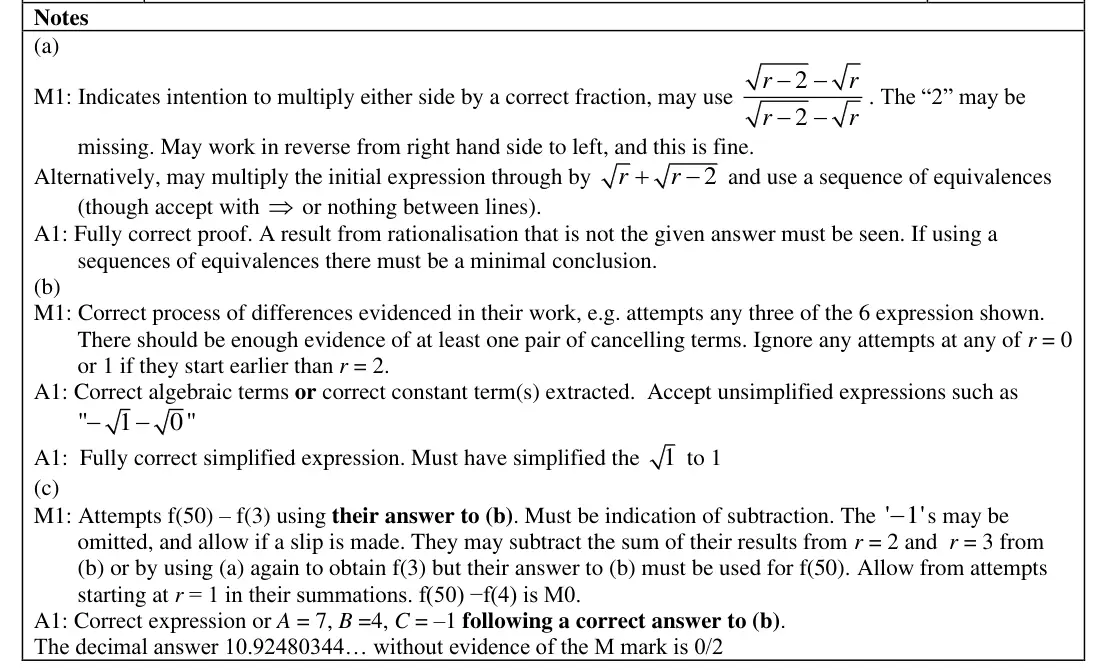 Notes
(a)
M1: Indicates intention to multiply either side by a correct fraction, may use (√(r − 2) − √r)/(√(r − 2) − √r) . The “2” may be
missing. May work in reverse from right hand side to left, and this is fine.
Alternatively, may multiply the initial expression through by √r + √(r − 2) and use a sequence of equivalences
(though accept with ⇒ or nothing between lines).
A1: Fully correct proof. A result from rationalisation that is not the given answer must be seen. If using a
sequences of equivalences there must be a minimal conclusion.
(b)
M1: Correct process of differences evidenced in their work, e.g. attempts any three of the 6 expression shown.
There should be enough evidence of at least one pair of cancelling terms. Ignore any attempts at any of r = 0
or 1 if they start earlier than r = 2.
A1: Correct algebraic terms or correct constant term(s) extracted. Accept unsimplified expressions such as
"−√1 − √0"
A1: Fully correct simplified expression. Must have simplified the √1 to 1
(c)
M1: Attempts f(50) – f(3) using their answer to (b). Must be indication of subtraction. The '−1's may be
omitted, and allow if a slip is made. They may subtract the sum of their results from r = 2 and r = 3 from
(b) or by using (a) again to obtain f(3) but their answer to (b) must be used for f(50). Allow from attempts
starting at r = 1 in their summations. f(50) −f(4) is M0.
A1: Correct expression or A = 7, B =4, C = –1 following a correct answer to (b).
The decimal answer 10.92480344… without evidence of the M mark is 0/2